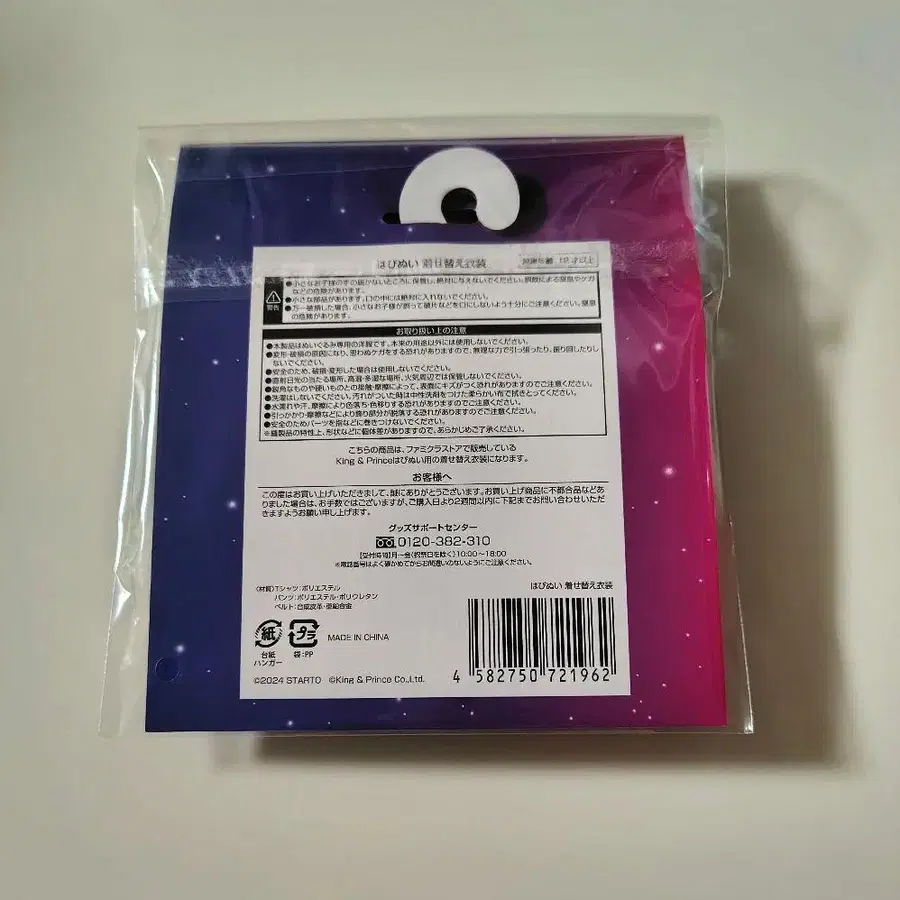 はぴぬい 着せ替え衣装
対象年齢 12才以上
警告
●小さなお子様の手の届かないところに保管し、絶対に与えないでください。誤飲による窒息やケガ
などの危険があります。
●小さな部品があります。口の中には絶対に入れないでください。
●万一破損した場合、小さなお子様が誤って破片などを口にしないよう十分にご注意ください。窒息
の危険があります。
お取り扱い上の注意
●本製品はぬいぐるみ専用の洋服です。本来の用途以外には使用しないでください。
●変形・破損の原因になり、思わぬケガをする恐れがありますので、無理な力で引っ張ったり、振り回したりし
ないでください。
●安全のため、破損・変形した場合は使用しないでください。
●直射日光の当たる場所、高温・多湿な場所、火気周辺では保管しないでください。
●鋭角なものや硬いものとの接触・摩擦によって、表面にキズがつく恐れがありますのでご注意ください。
●洗濯はしないでください。汚れがついた時は中性洗剤をつけた柔らかい布で拭きとってください。
●水濡れや汗、摩擦により色落ち・色移りする恐れがありますのでご注意ください。
●引っかかり・摩擦などにより飾り部分が脱落する恐れがありますのでご注意ください。
●安全のためパーツを指などに巻きつけないでください。
※縫製品の特性上、形状などに個体差がありますので、あらかじめご了承ください。
こちらの商品は、ファミクラストアで販売している
King & Princeはぴぬい用の着せ替え衣装になります。
お客様へ
この度はお買い上げいただきまして、誠にありがとうございます。お買い上げ商品に不都合品などあ
りました場合は、お手数ではございますが、ご購入日より2週間以内に下記までお問い合わせいただ
きますようお願い申し上げます。
グッズサポートセンター
0120-382-310
【受付時間】月~金(祝祭日を除く)10:00~18:00
※電話番号はよく確かめてからお間違いのないようにご注意ください。
〈材質〉Tシャツ:ポリエステル
パンツ:ポリエステル・ポリウレタン
ベルト:合成皮革・亜鉛合金
はぴぬい 着せ替え衣装
紙
プラ
MADE IN CHINA
台紙
ハンガー
袋:PP
©2024 STARTO ©King & Prince Co.,Ltd.
4 582750 721962